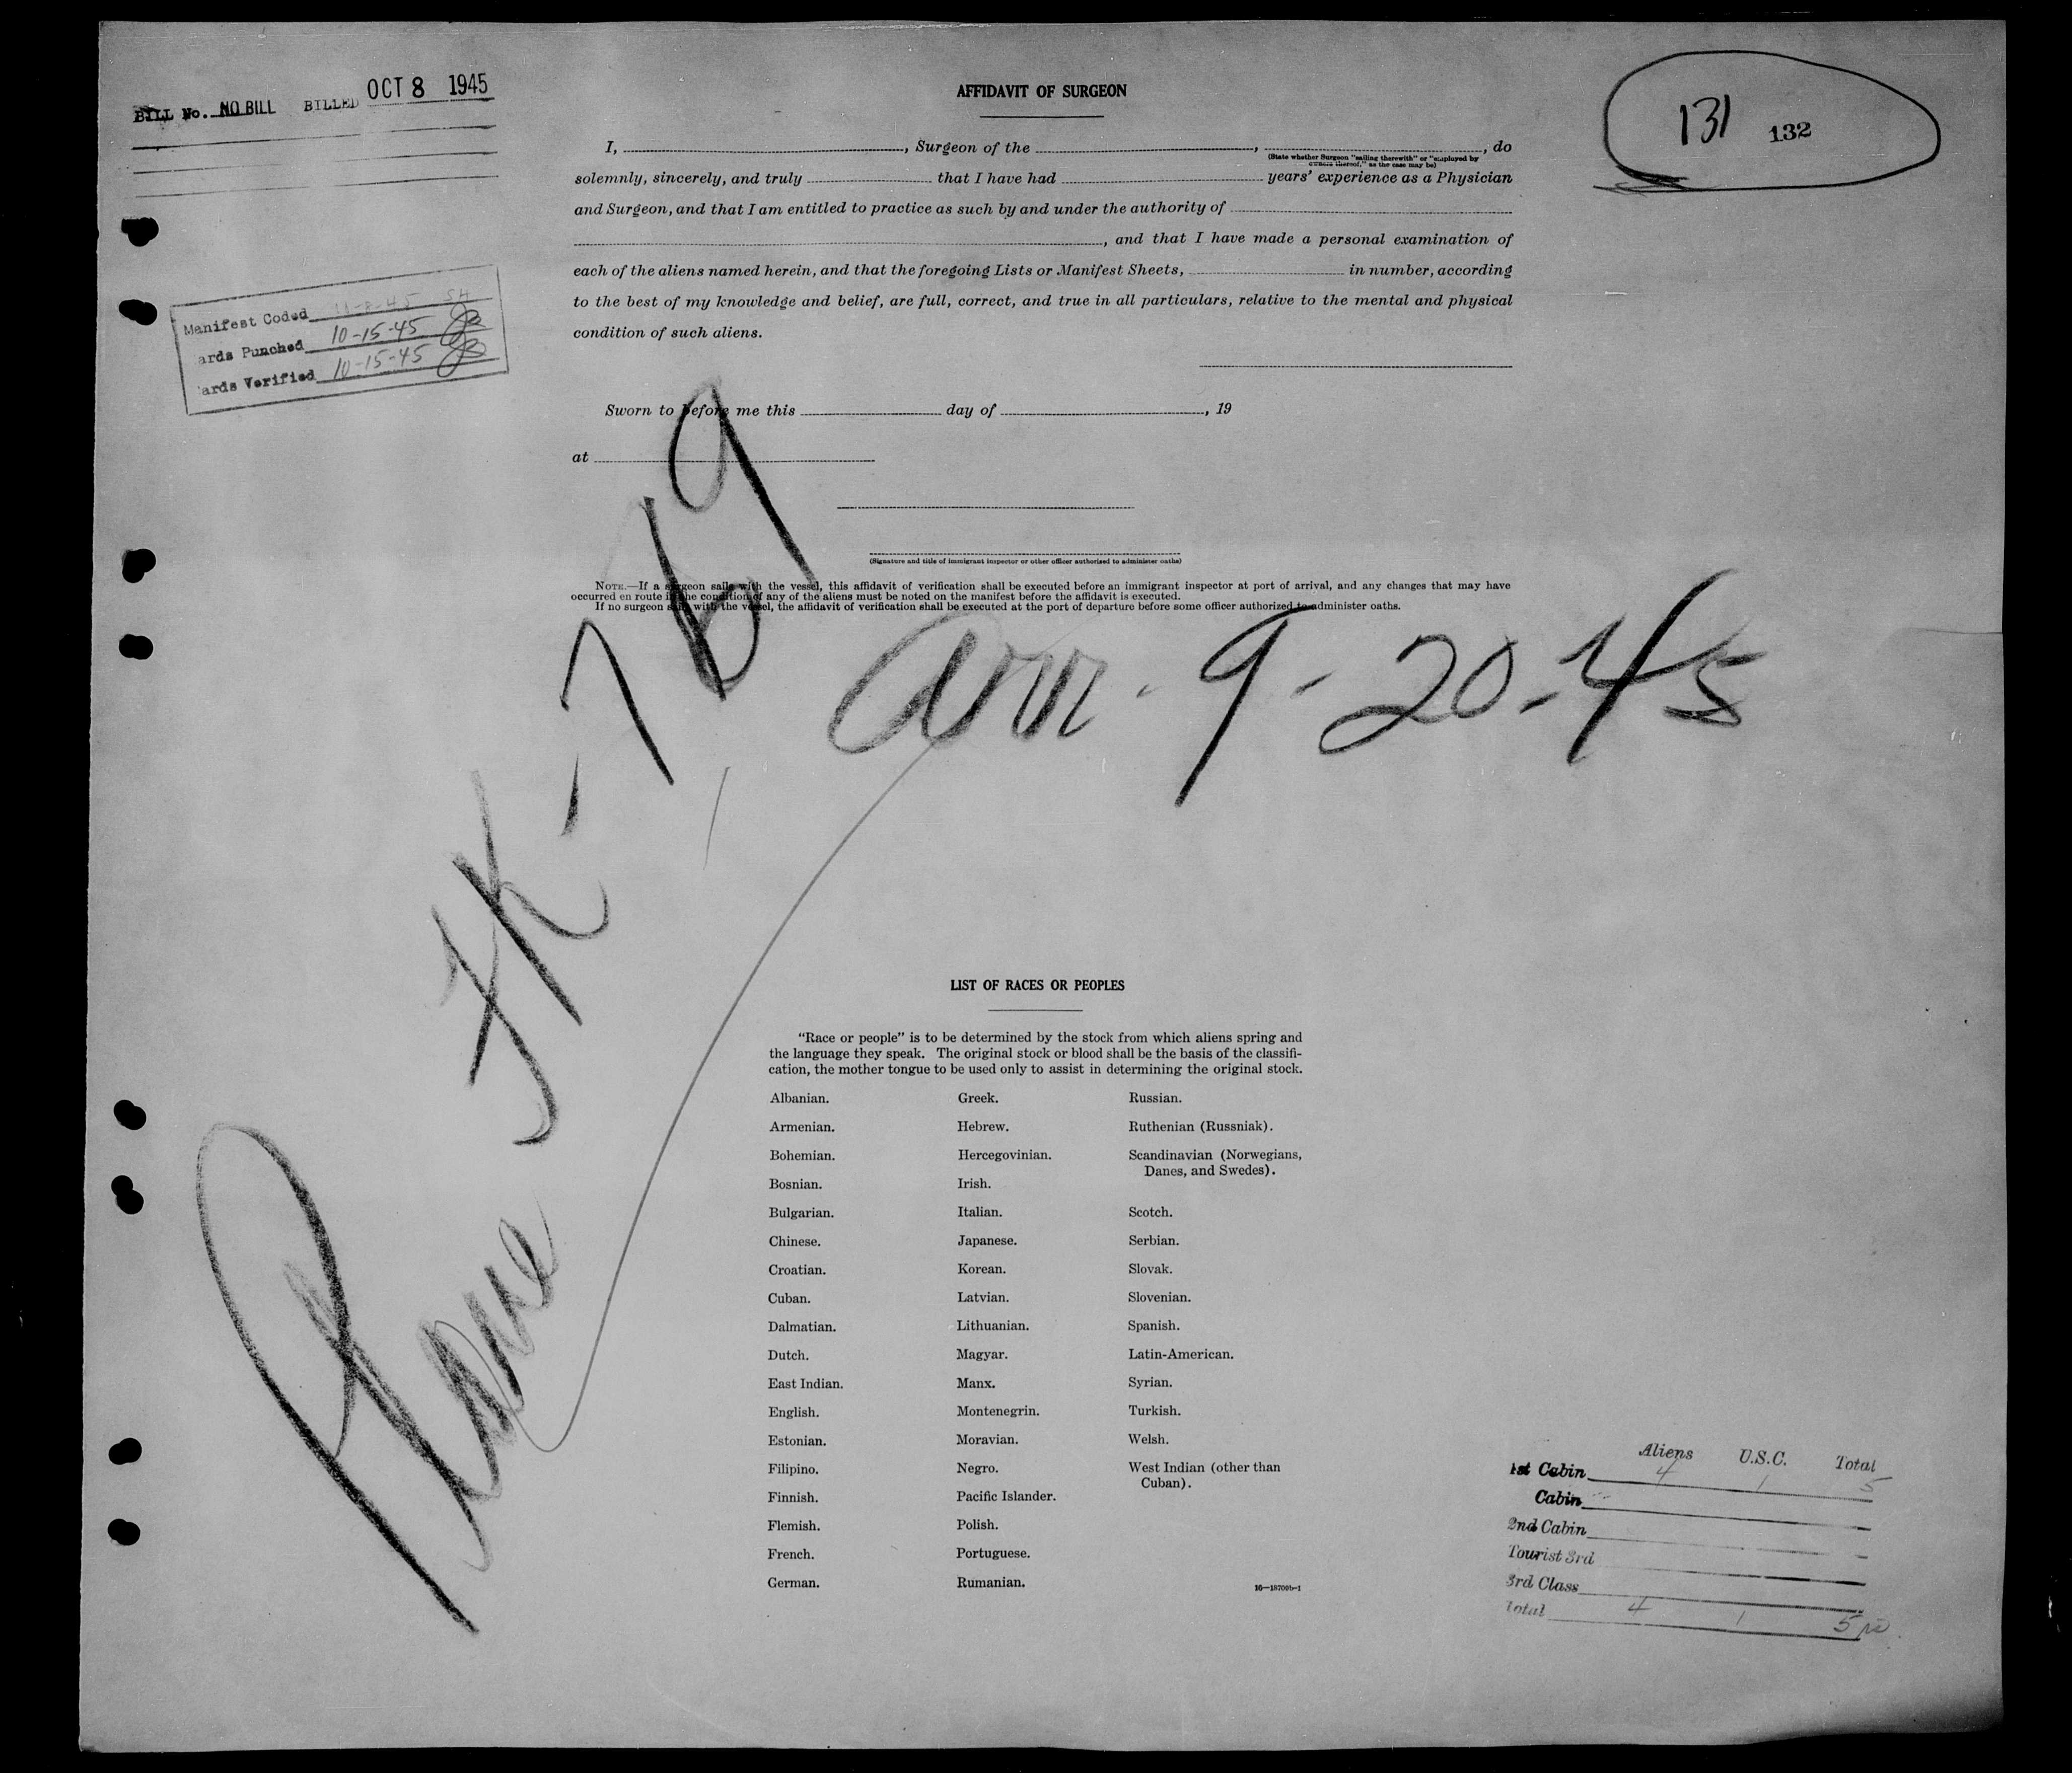 BILL No. NO BILL BILLED OCT 8 1945
131 132
AFFIDAVIT OF SURGEON
I, , Surgeon of the , , do
(State whether Surgeon "sailing therewith" or "employed by
owners thereof," as the case may be)
solemnly, sincerely, and truly that I have had years' experience as a Physician
and Surgeon, and that I am entitled to practice as such by and under the authority of
, and that I have made a personal examination of
each of the aliens named herein, and that the foregoing Lists or Manifest Sheets, in number, according
to the best of my knowledge and belief, are full, correct, and true in all particulars, relative to the mental and physical
condition of such aliens.
Manifest Coded
ards Punched 10-15-45
ards Verified 10-15-45
Sworn to before me this day of , 19
at
(Signature and title of immigrant inspector or other officer authorized to administer oaths)
NOTE.—If a surgeon sails with the vessel, this affidavit of verification shall be executed before an immigrant inspector at port of arrival, and any changes that may have
occurred en route in the condition of any of the aliens must be noted on the manifest before the affidavit is executed.
If no surgeon sails with the vessel, the affidavit of verification shall be executed at the port of departure before some officer authorized to administer oaths.
Plane JK-769
arr - 9-20-45
LIST OF RACES OR PEOPLES
"Race or people" is to be determined by the stock from which aliens spring and
the language they speak. The original stock or blood shall be the basis of the classifi-
cation, the mother tongue to be used only to assist in determining the original stock.
Albanian. Greek. Russian.
Armenian. Hebrew. Ruthenian (Russniak).
Bohemian. Hercegovinian. Scandinavian (Norwegians,
Danes, and Swedes).
Bosnian. Irish.
Bulgarian. Italian. Scotch.
Chinese. Japanese. Serbian.
Croatian. Korean. Slovak.
Cuban. Latvian. Slovenian.
Dalmatian. Lithuanian. Spanish.
Dutch. Magyar. Latin-American.
East Indian. Manx. Syrian.
English. Montenegrin. Turkish.
Estonian. Moravian. Welsh.
Filipino. Negro. West Indian (other than
Cuban).
Finnish. Pacific Islander.
Flemish. Polish.
French. Portuguese.
German. Rumanian.
16—18709b-1
Aliens U.S.C. Total
1st Cabin 4 1 5
Cabin
2nd Cabin
Tourist 3rd
3rd Class
Total 4 1 5